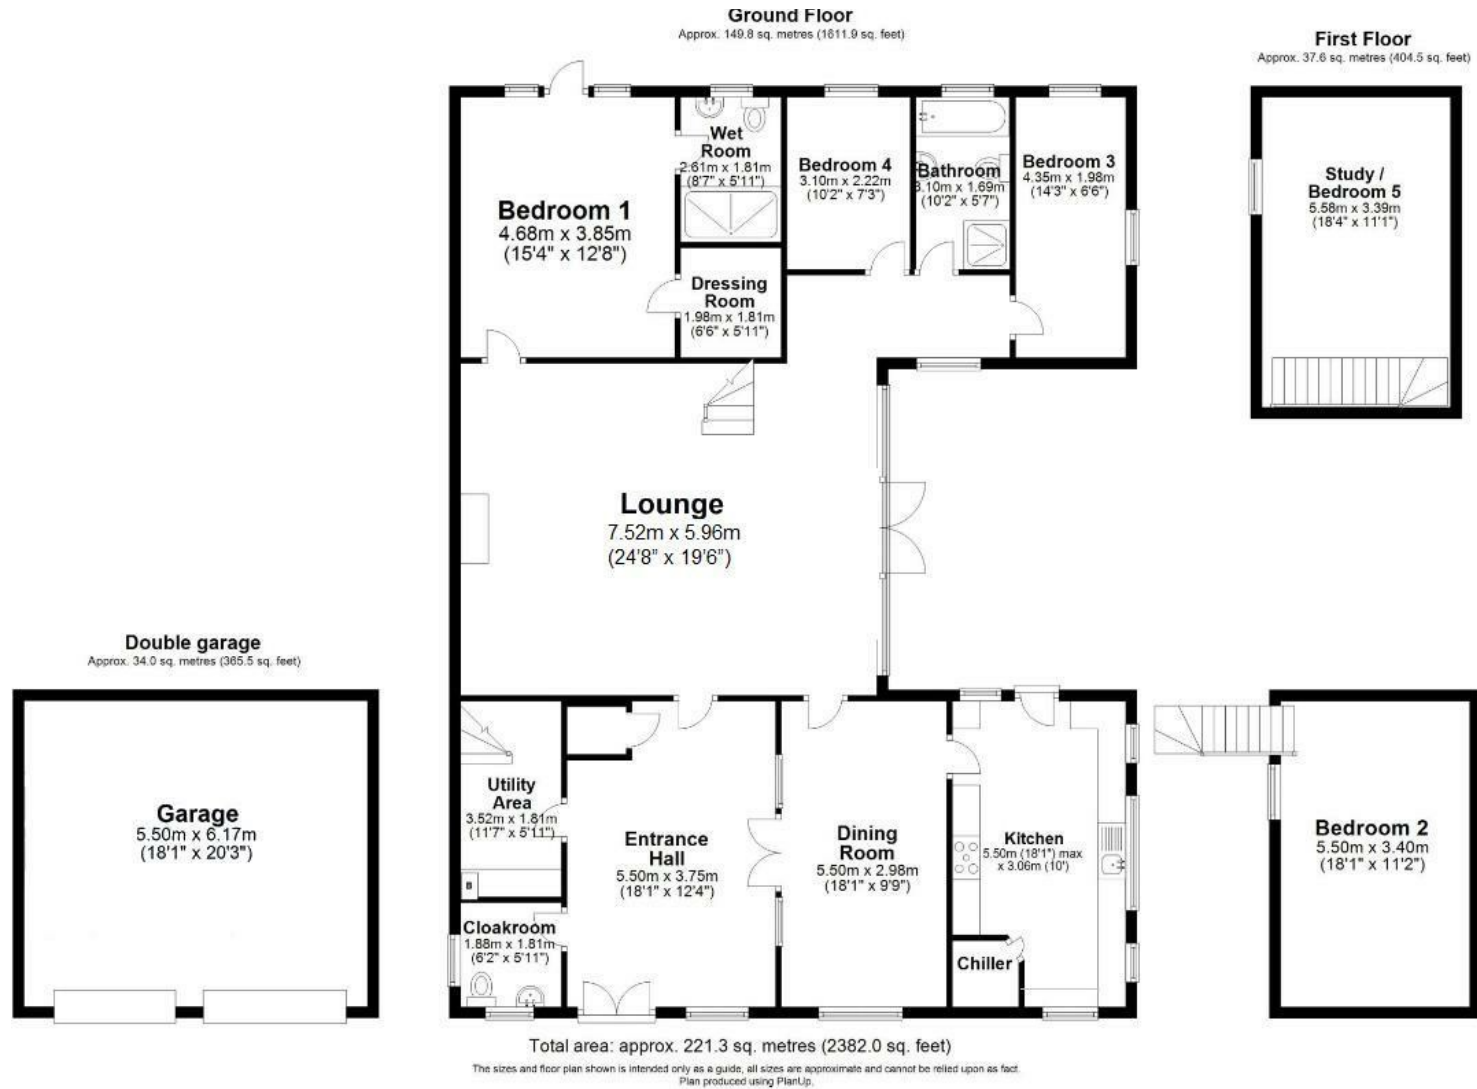 Ground Floor
Approx. 149.8 sq. metres (1611.9 sq. feet)
First Floor
Approx. 37.6 sq. metres (404.5 sq. feet)
Wet
Room
2.61m x 1.81m
(8'7" x 5'11")
Bedroom 4
3.10m x 2.22m
(10'2" x 7'3")
Bathroom
3.10m x 1.69m
(10'2" x 5'7")
Bedroom 3
4.35m x 1.98m
(14'3" x 6'6")
Study /
Bedroom 5
5.58m x 3.39m
(18'4" x 11'1")
Bedroom 1
4.68m x 3.85m
(15'4" x 12'8")
Dressing
Room
1.98m x 1.81m
(6'6" x 5'11")
Lounge
7.52m x 5.96m
(24'8" x 19'6")
Double garage
Approx. 34.0 sq. metres (365.5 sq. feet)
Garage
5.50m x 6.17m
(18'1" x 20'3")
Utility
Area
3.52m x 1.81m
(11'7" x 5'11")
B
Entrance
Hall
5.50m x 3.75m
(18'1" x 12'4")
Dining
Room
5.50m x 2.98m
(18'1" x 9'9")
Kitchen
5.50m (18'1") max
x 3.06m (10')
Bedroom 2
5.50m x 3.40m
(18'1" x 11'2")
Cloakroom
1.88m x 1.81m
(6'2" x 5'11")
Chiller
Total area: approx. 221.3 sq. metres (2382.0 sq. feet)
The sizes and floor plan shown is intended only as a guide, all sizes are approximate and cannot be relied upon as fact.
Plan produced using PlanUp.